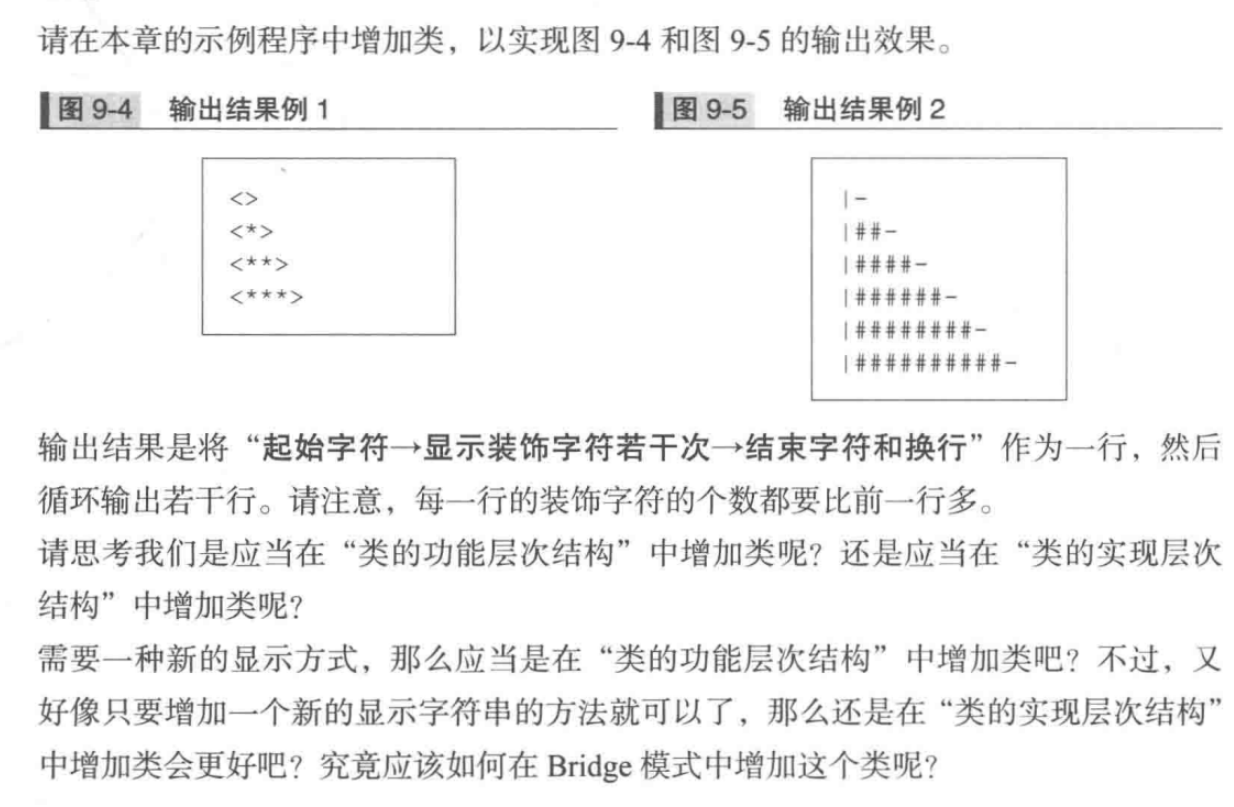 请在本章的示例程序中增加类，以实现图 9-4 和图 9-5 的输出效果。
图 9-4 输出结果例 1
图 9-5 输出结果例 2
<>
<*>
<**>
<***>
|-
|##-
|####-
|######-
|########-
|##########-
输出结果是将“起始字符→显示装饰字符若干次→结束字符和换行”作为一行，然后
循环输出若干行。请注意，每一行的装饰字符的个数都要比前一行多。
请思考我们是应当在“类的功能层次结构”中增加类呢？还是应当在“类的实现层次
结构”中增加类呢？
需要一种新的显示方式，那么应当是在“类的功能层次结构”中增加类吧？不过，又
好像只要增加一个新的显示字符串的方法就可以了，那么还是在“类的实现层次结构”
中增加类会更好吧？究竟应该如何在 Bridge 模式中增加这个类呢？